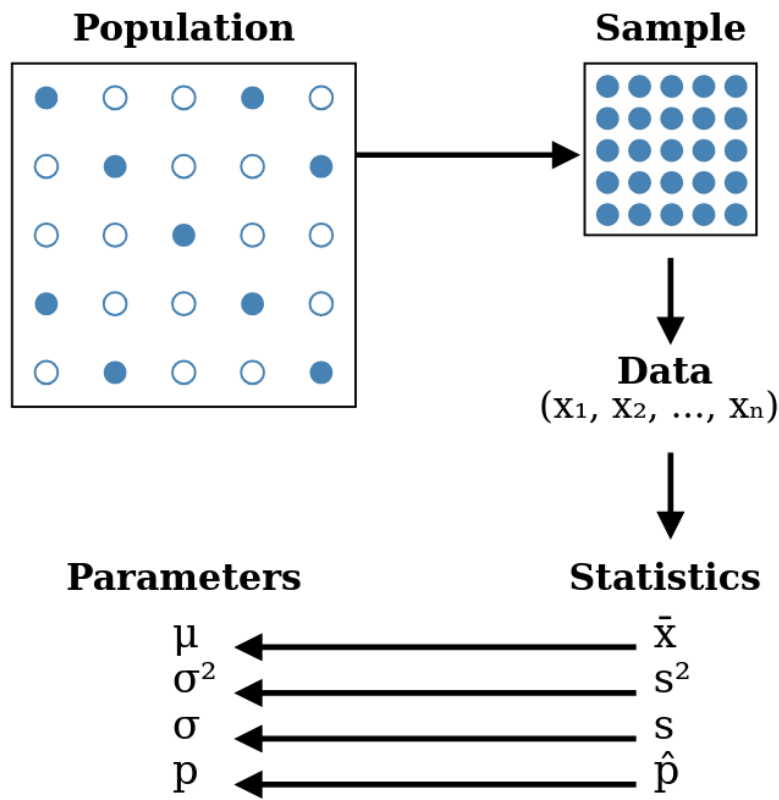 Population
Sample
Data
(x₁, x₂, ..., xₙ)
Parameters
Statistics
μ
x̄
σ²
s²
σ
s
p
p̂